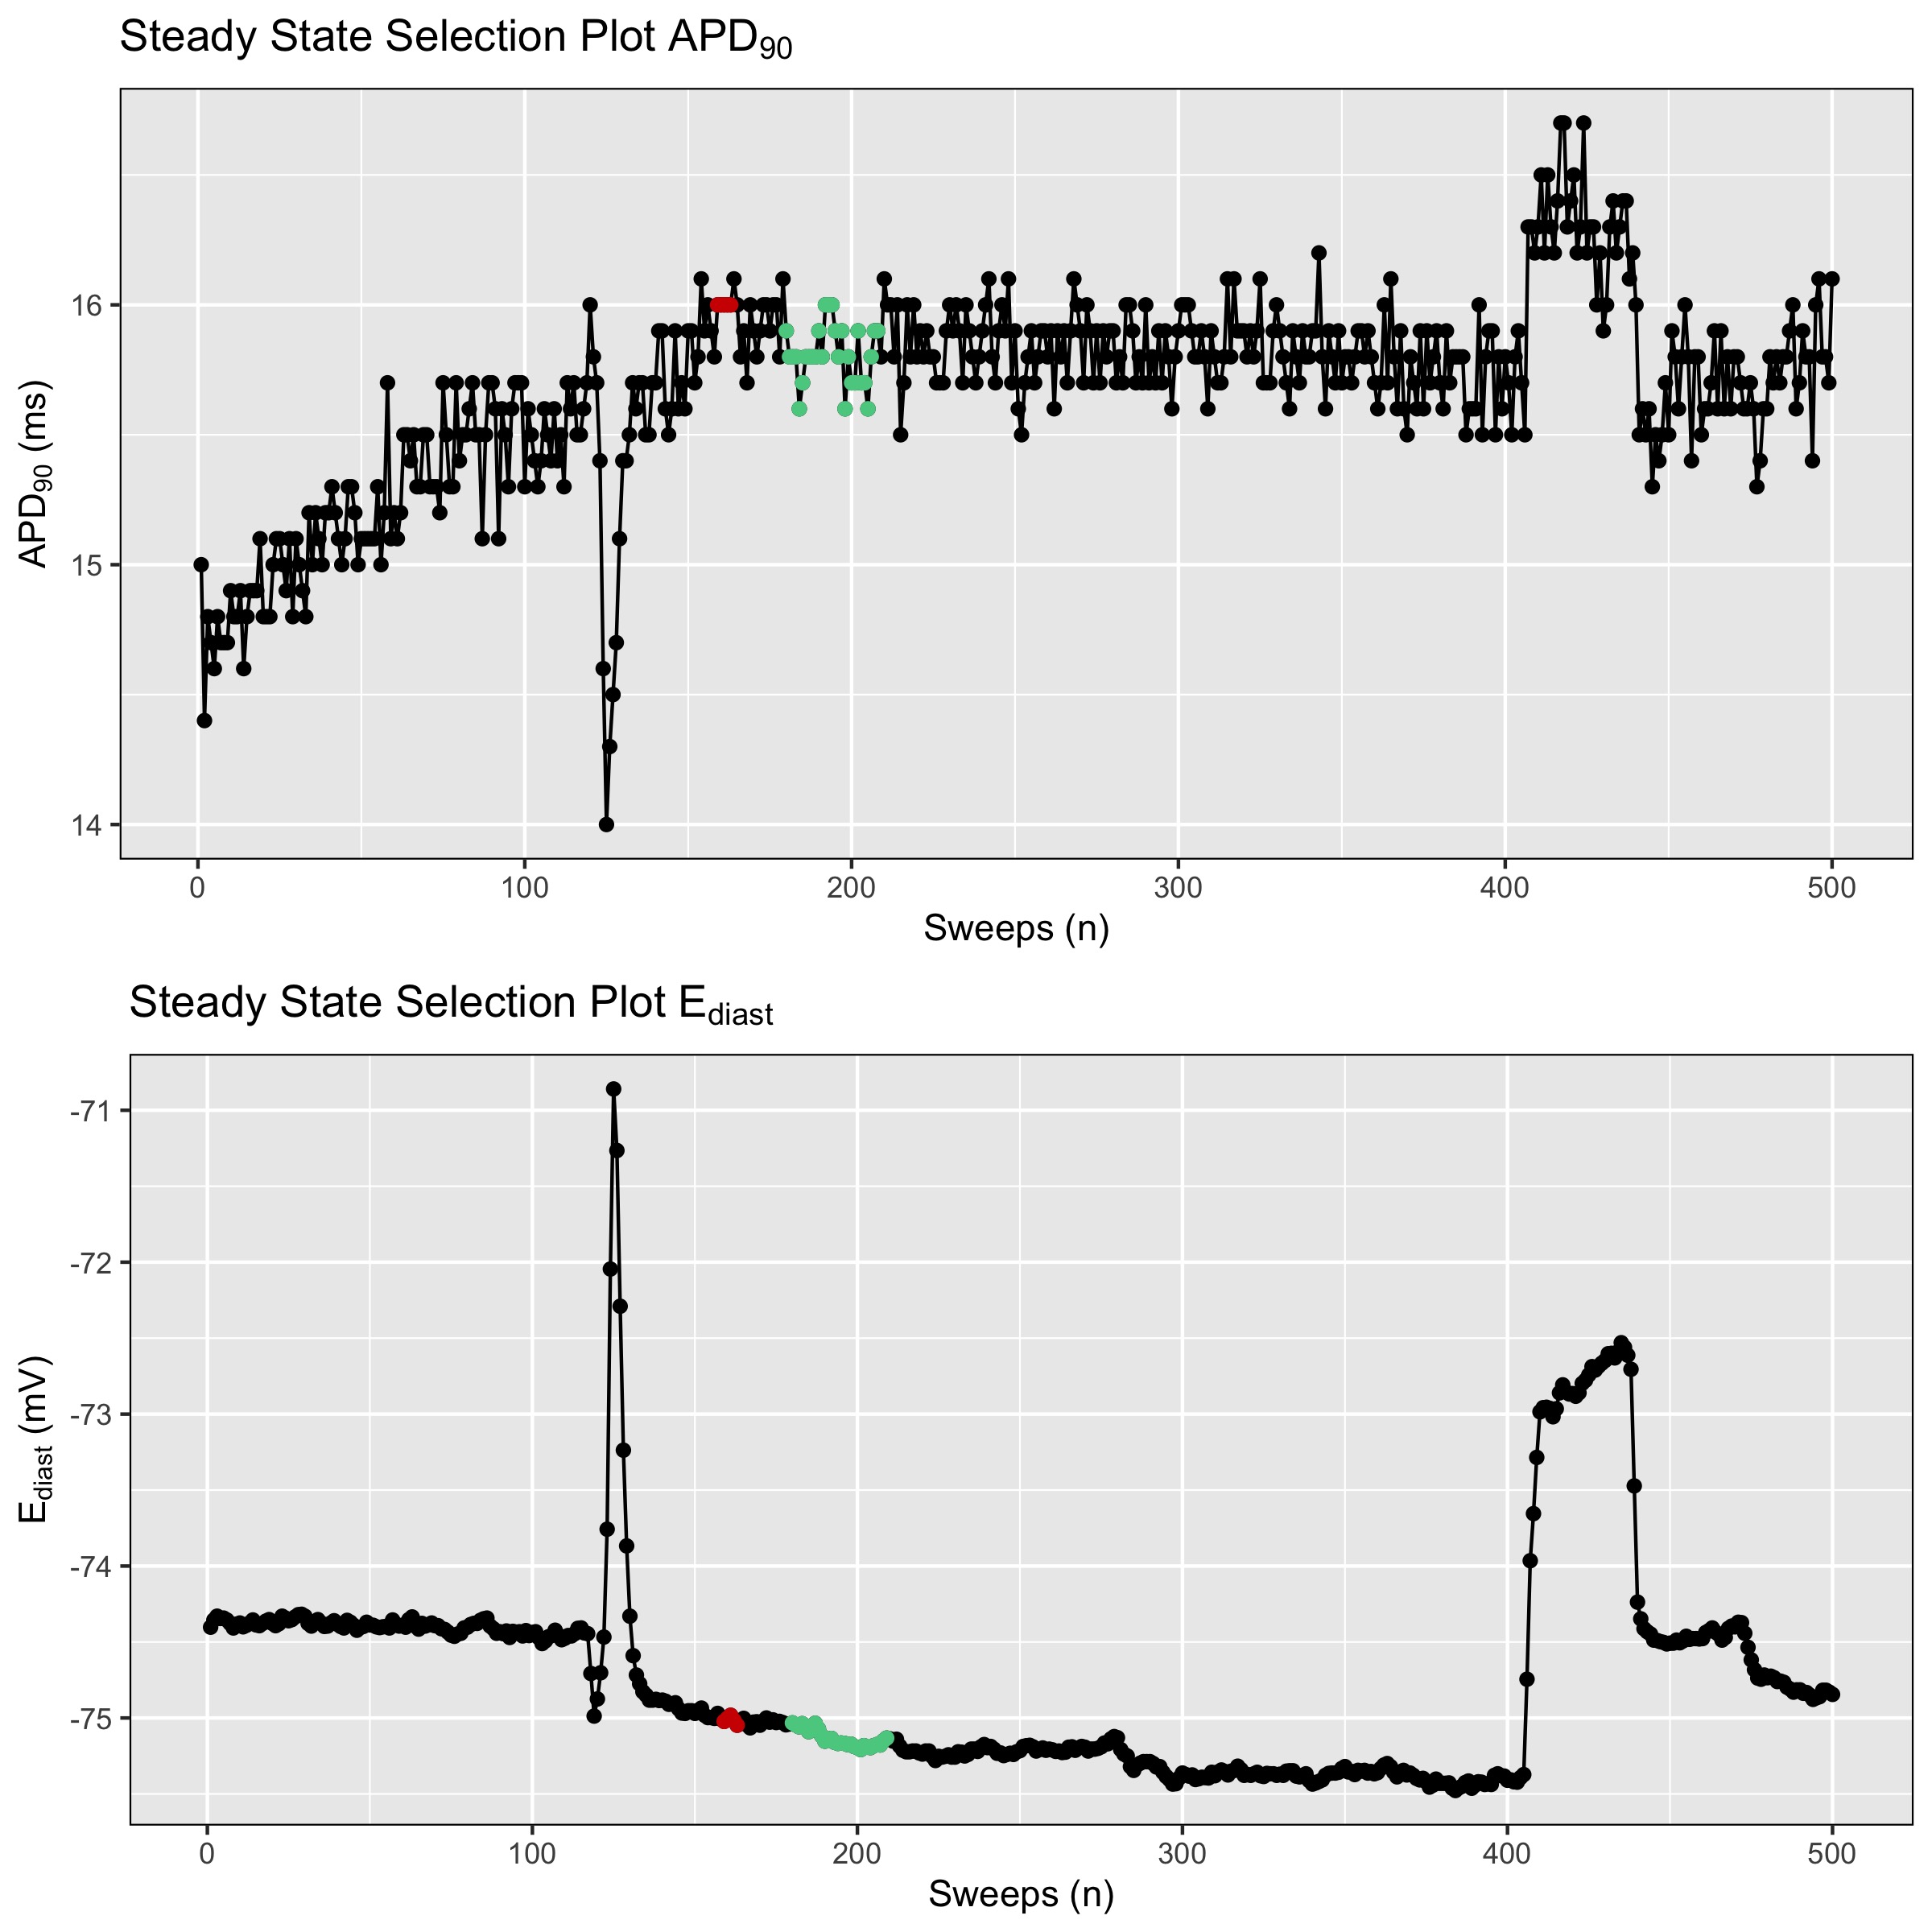 Steady State Selection Plot APD90
APD90 (ms)
16
15
14
0 100 200 300 400 500
Sweeps (n)
Steady State Selection Plot Ediast
Ediast (mV)
-71
-72
-73
-74
-75
0 100 200 300 400 500
Sweeps (n)